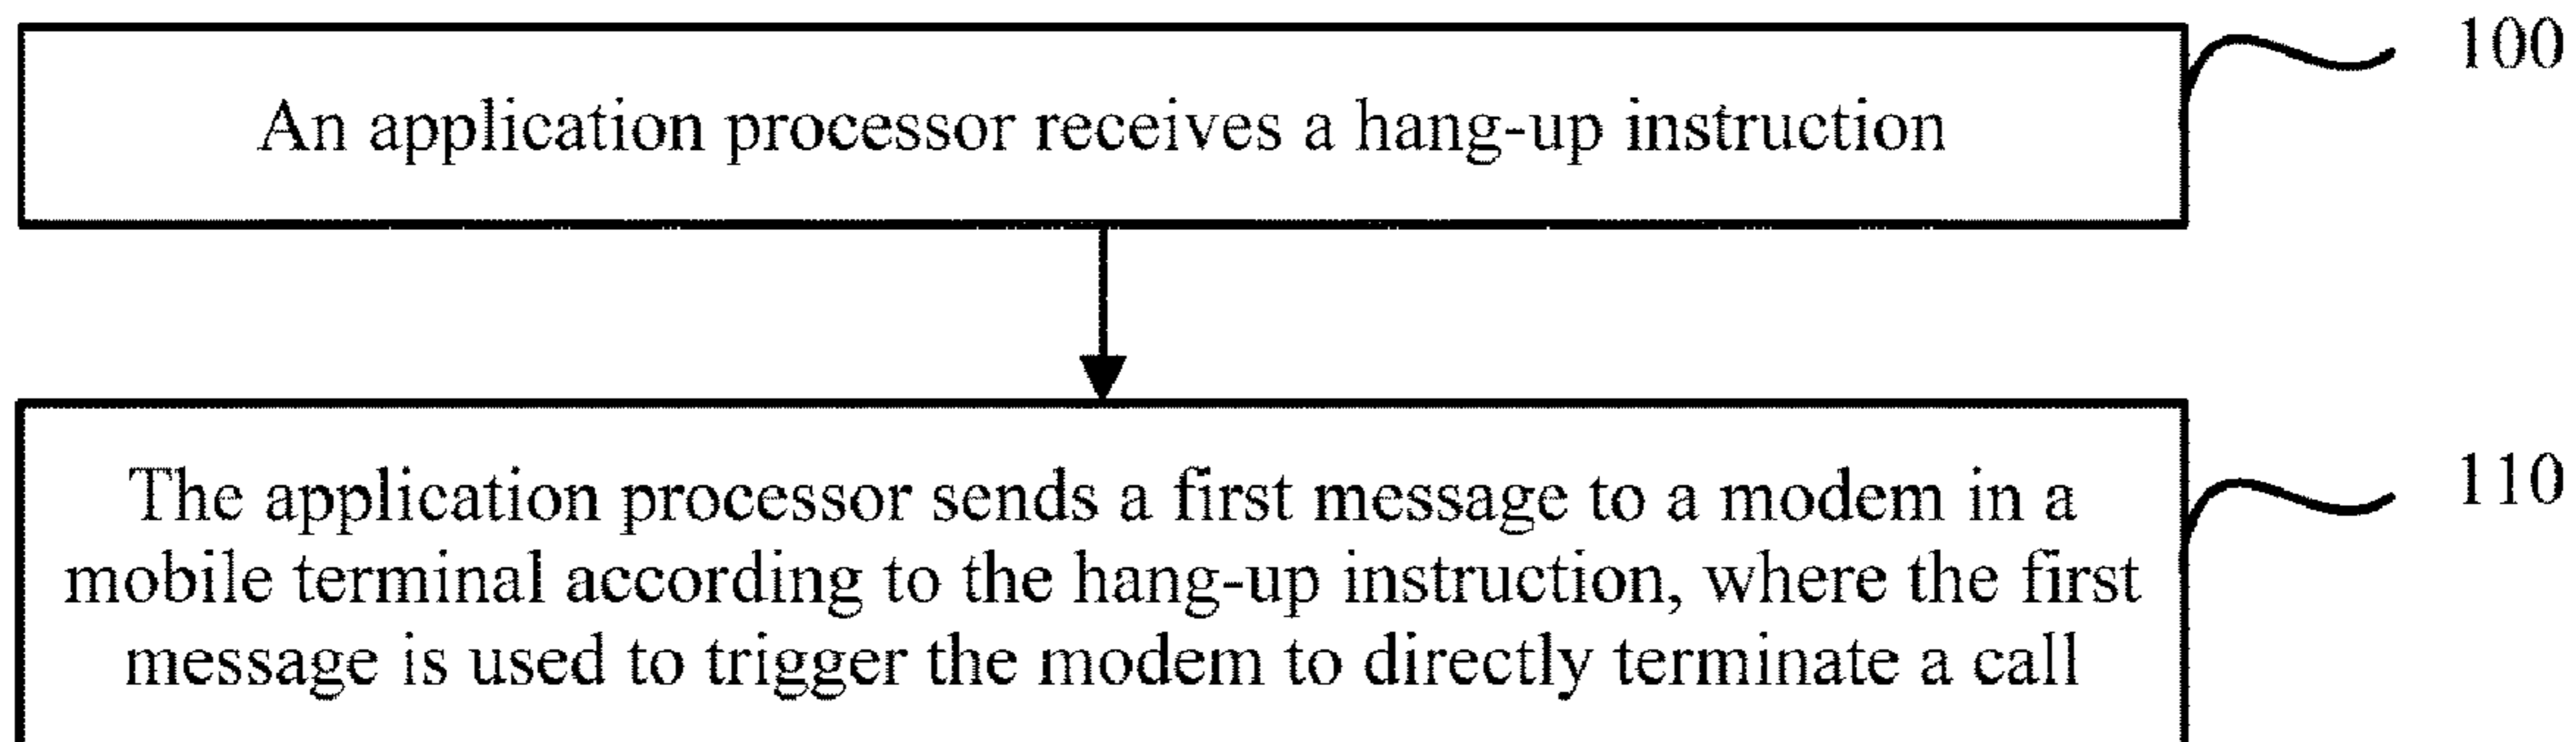 An application processor receives a hang-up instruction
100
The application processor sends a first message to a modem in a
mobile terminal according to the hang-up instruction, where the first
message is used to trigger the modem to directly terminate a call
110